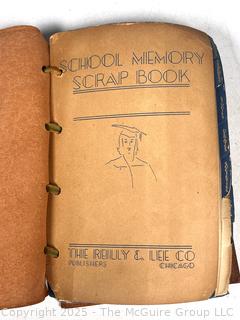 SCHOOL MEMORY
SCRAP BOOK
THE REILLY & LEE CO
PUBLISHERS CHICAGO
Copyright 2025 - The McGuire Group LLC